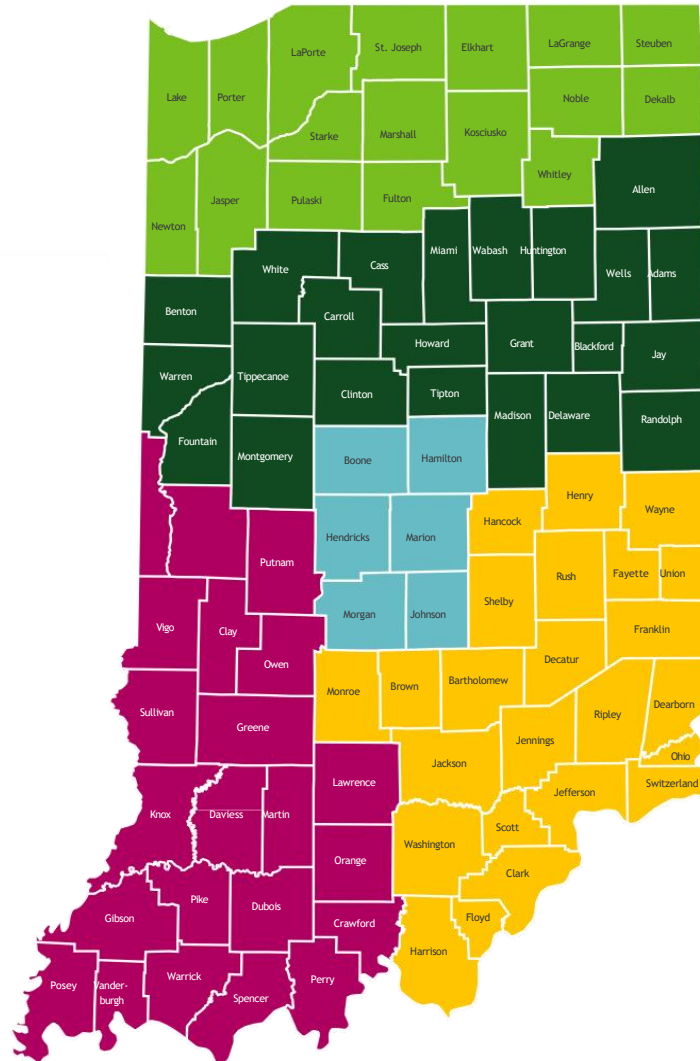 LaPorte
St. Joseph
Elkhart
LaGrange
Steuben
Lake
Porter
Noble
Dekalb
Starke
Marshall
Kosciusko
Whitley
Allen
Newton
Jasper
Pulaski
Fulton
White
Cass
Miami
Wabash
Huntington
Wells
Adams
Benton
Carroll
Howard
Grant
Blackford
Jay
Warren
Tippecanoe
Clinton
Tipton
Madison
Delaware
Randolph
Fountain
Montgomery
Boone
Hamilton
Henry
Wayne
Hancock
Putnam
Hendricks
Marion
Rush
Fayette
Union
Shelby
Vigo
Clay
Morgan
Johnson
Franklin
Owen
Decatur
Monroe
Brown
Bartholomew
Dearborn
Sullivan
Greene
Ripley
Jennings
Ohio
Lawrence
Jackson
Switzerland
Jefferson
Knox
Daviess
Martin
Scott
Washington
Orange
Clark
Pike
Dubois
Gibson
Crawford
Floyd
Harrison
Posey
Vander-
burgh
Warrick
Spencer
Perry